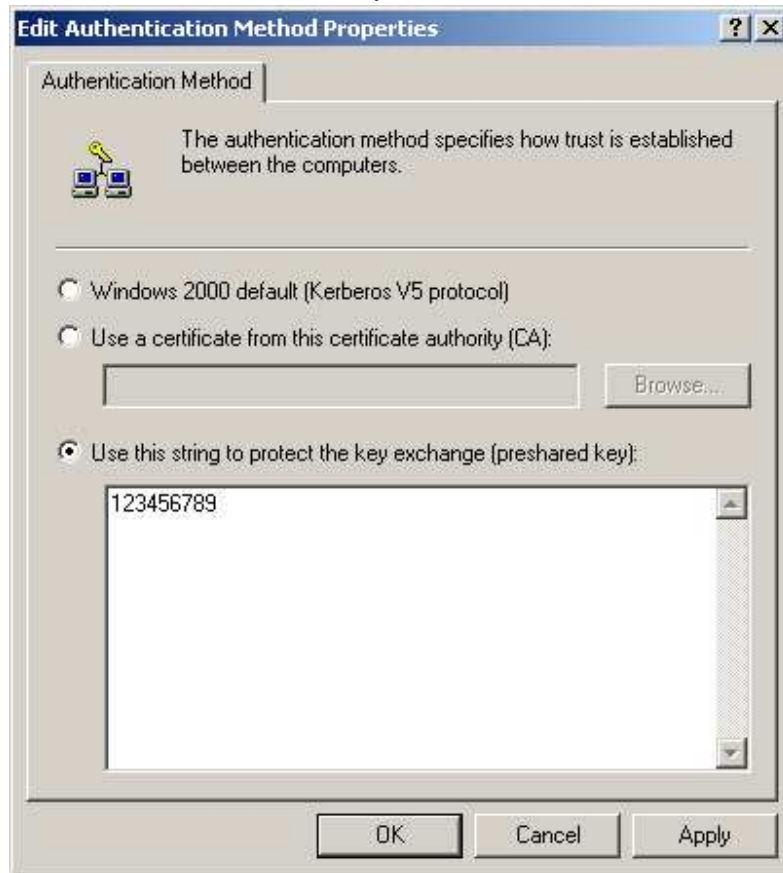 Edit Authentication Method Properties
Authentication Method
The authentication method specifies how trust is established
between the computers.
Windows 2000 default (Kerberos V5 protocol)
Use a certificate from this certificate authority (CA):
Browse...
Use this string to protect the key exchange (preshared key):
123456789
OK Cancel Apply